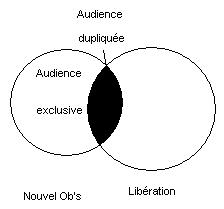 Audience
dupliquée
Audience
exclusive
Nouvel Ob's
Libération